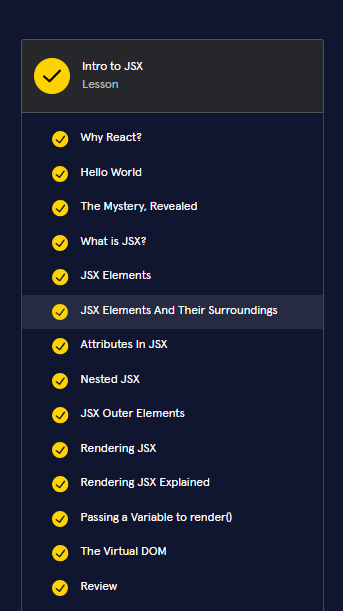 Intro to JSX
Lesson
Why React?
Hello World
The Mystery, Revealed
What is JSX?
JSX Elements
JSX Elements And Their Surroundings
Attributes In JSX
Nested JSX
JSX Outer Elements
Rendering JSX
Rendering JSX Explained
Passing a Variable to render()
The Virtual DOM
Review